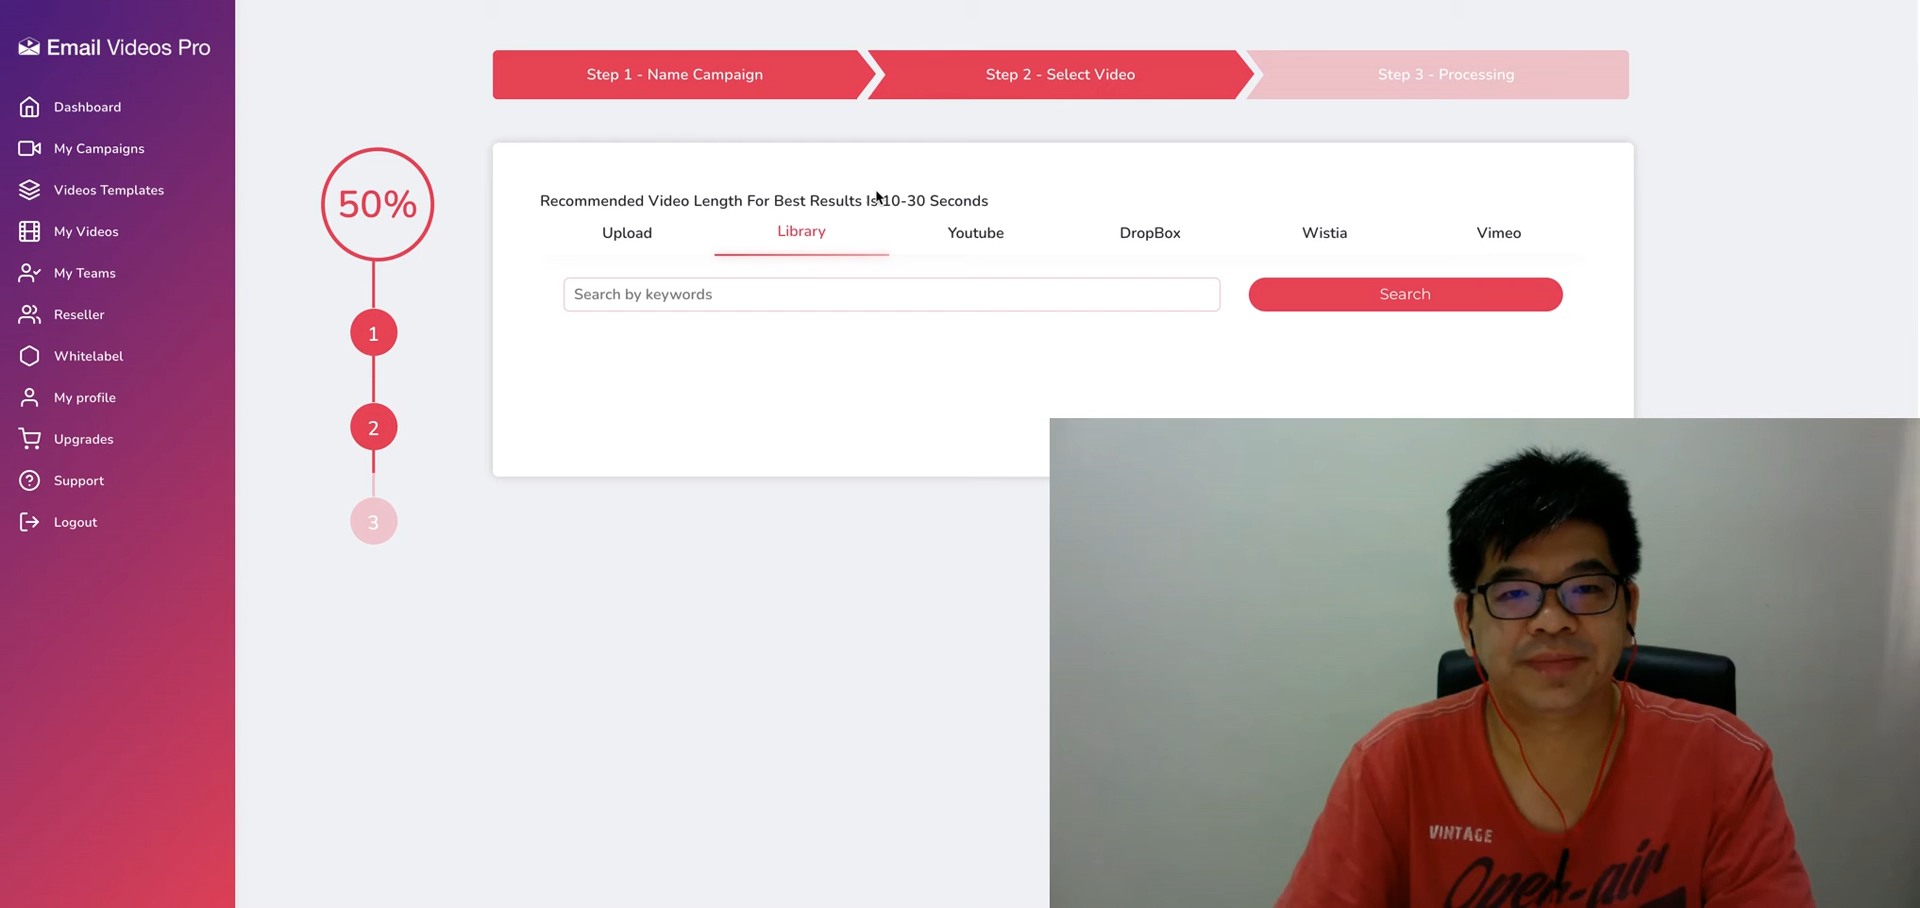 Email Videos Pro
Dashboard
My Campaigns
Videos Templates
My Videos
My Teams
Reseller
Whitelabel
My profile
Upgrades
Support
Logout
Step 1 - Name Campaign
Step 2 - Select Video
Step 3 - Processing
50%
1
2
3
Recommended Video Length For Best Results Is 10-30 Seconds
Upload Library Youtube DropBox Wistia Vimeo
Search by keywords Search
VINTAGE
Open-air